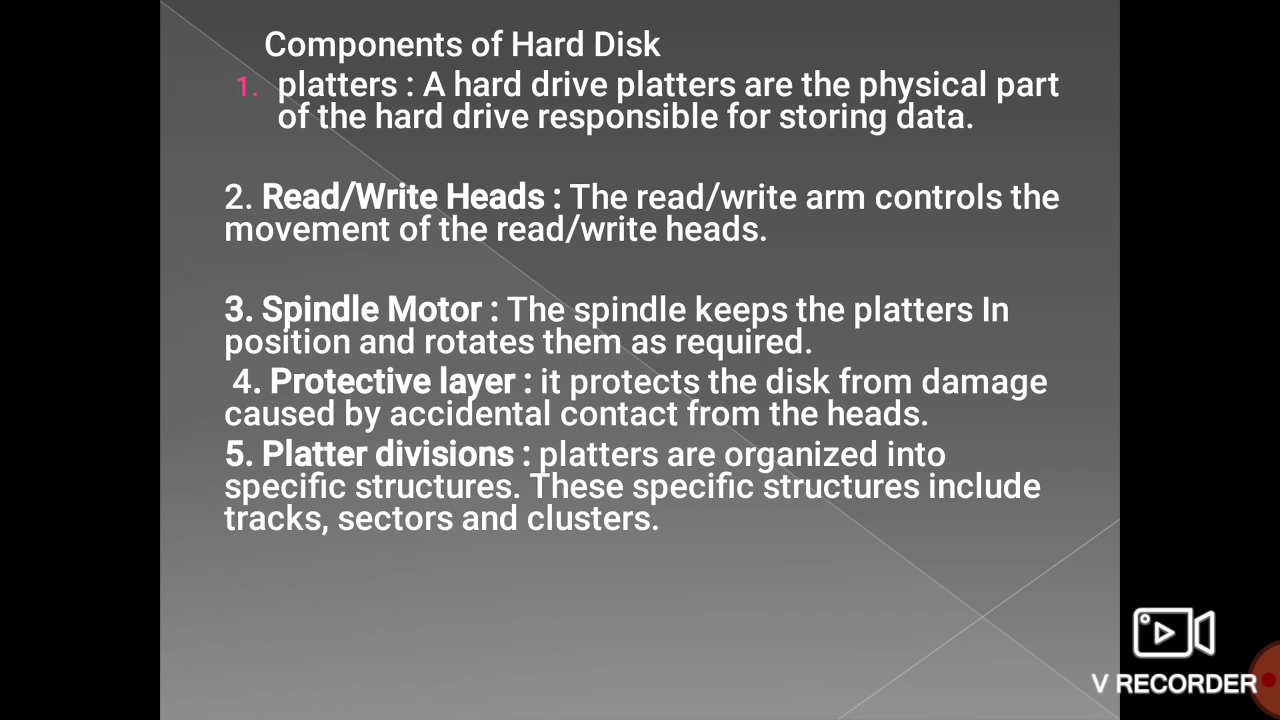 Components of Hard Disk
1. platters : A hard drive platters are the physical part
of the hard drive responsible for storing data.
2. Read/Write Heads : The read/write arm controls the
movement of the read/write heads.
3. Spindle Motor : The spindle keeps the platters In
position and rotates them as required.
4. Protective layer : it protects the disk from damage
caused by accidental contact from the heads.
5. Platter divisions : platters are organized into
specific structures. These specific structures include
tracks, sectors and clusters.
V RECORDER